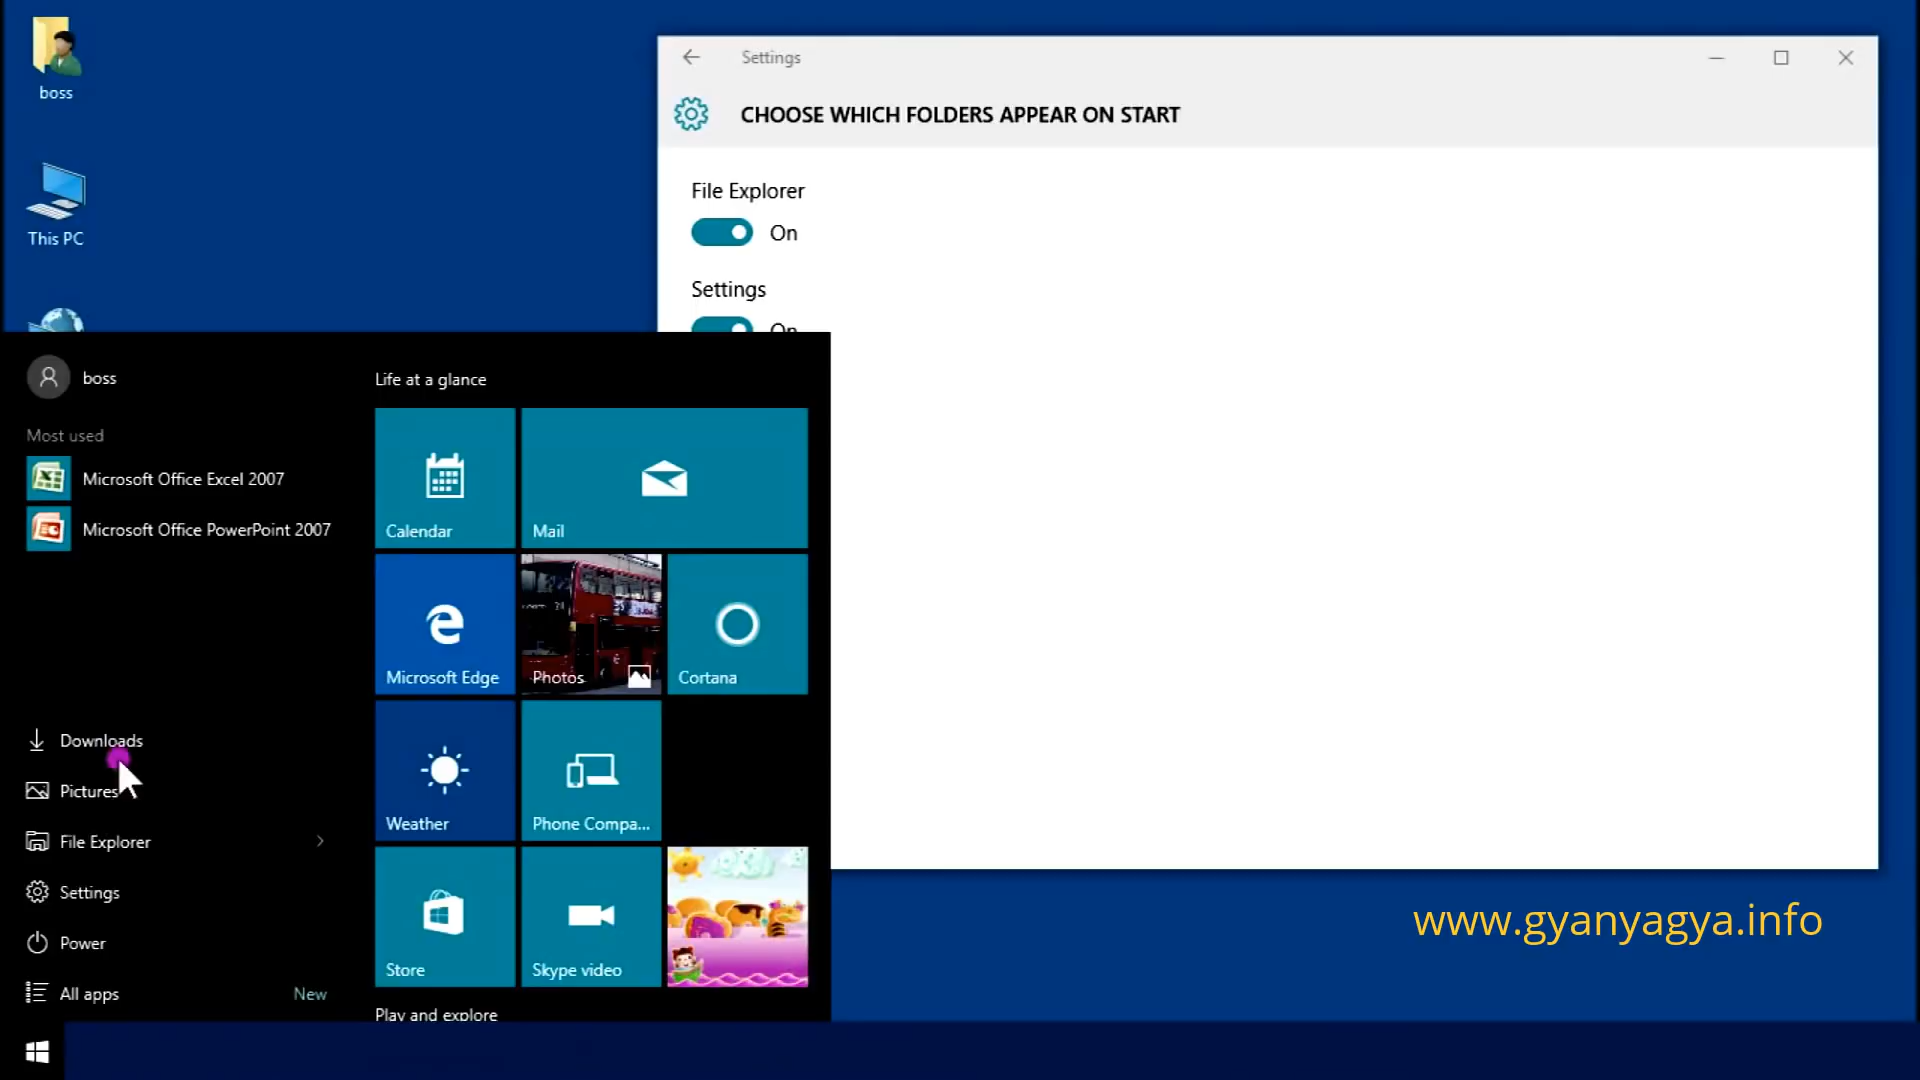 boss
This PC
Settings
CHOOSE WHICH FOLDERS APPEAR ON START
File Explorer
On
Settings
On
boss
Most used
Microsoft Office Excel 2007
Microsoft Office PowerPoint 2007
Downloads
Pictures
File Explorer
Settings
Power
All apps New
Life at a glance
Calendar
Mail
Microsoft Edge
Photos
Cortana
Weather
Phone Compa...
Store
Skype video
Play and explore
www.gyanyagya.info